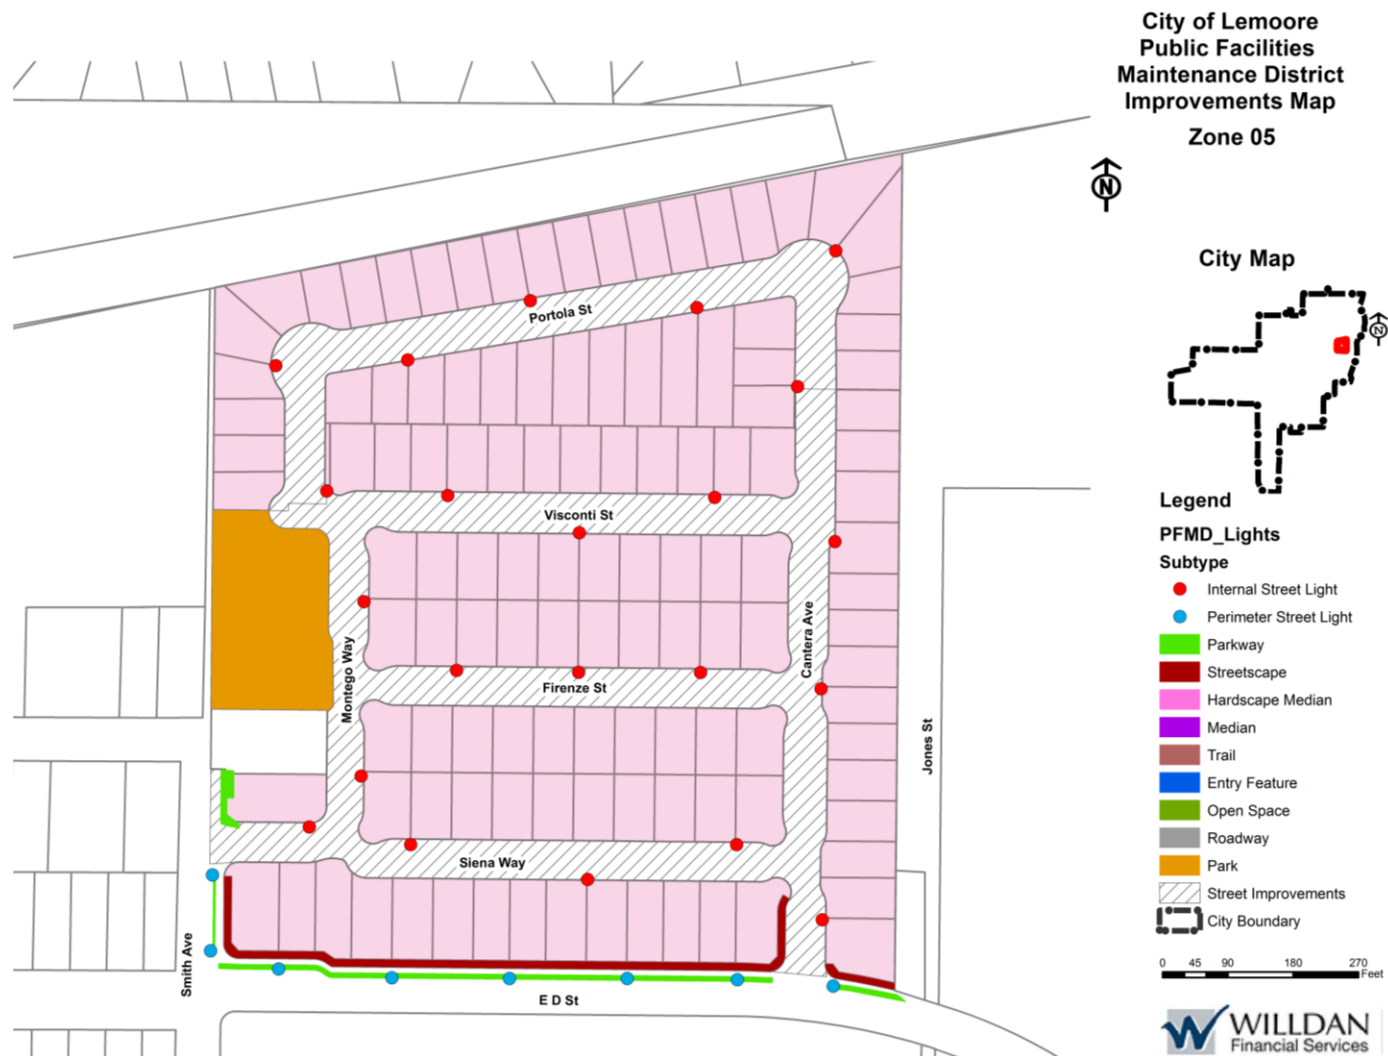 City of Lemoore
Public Facilities
Maintenance District
Improvements Map
Zone 05
N
City Map
N
Portola St
Visconti St
Cantera Ave
Montego Way
Firenze St
Jones St
Siena Way
Smith Ave
E D St
Legend
PFMD_Lights
Subtype
Internal Street Light
Perimeter Street Light
Parkway
Streetscape
Hardscape Median
Median
Trail
Entry Feature
Open Space
Roadway
Park
Street Improvements
City Boundary
0 45 90 180 270
Feet
WILLDAN
Financial Services